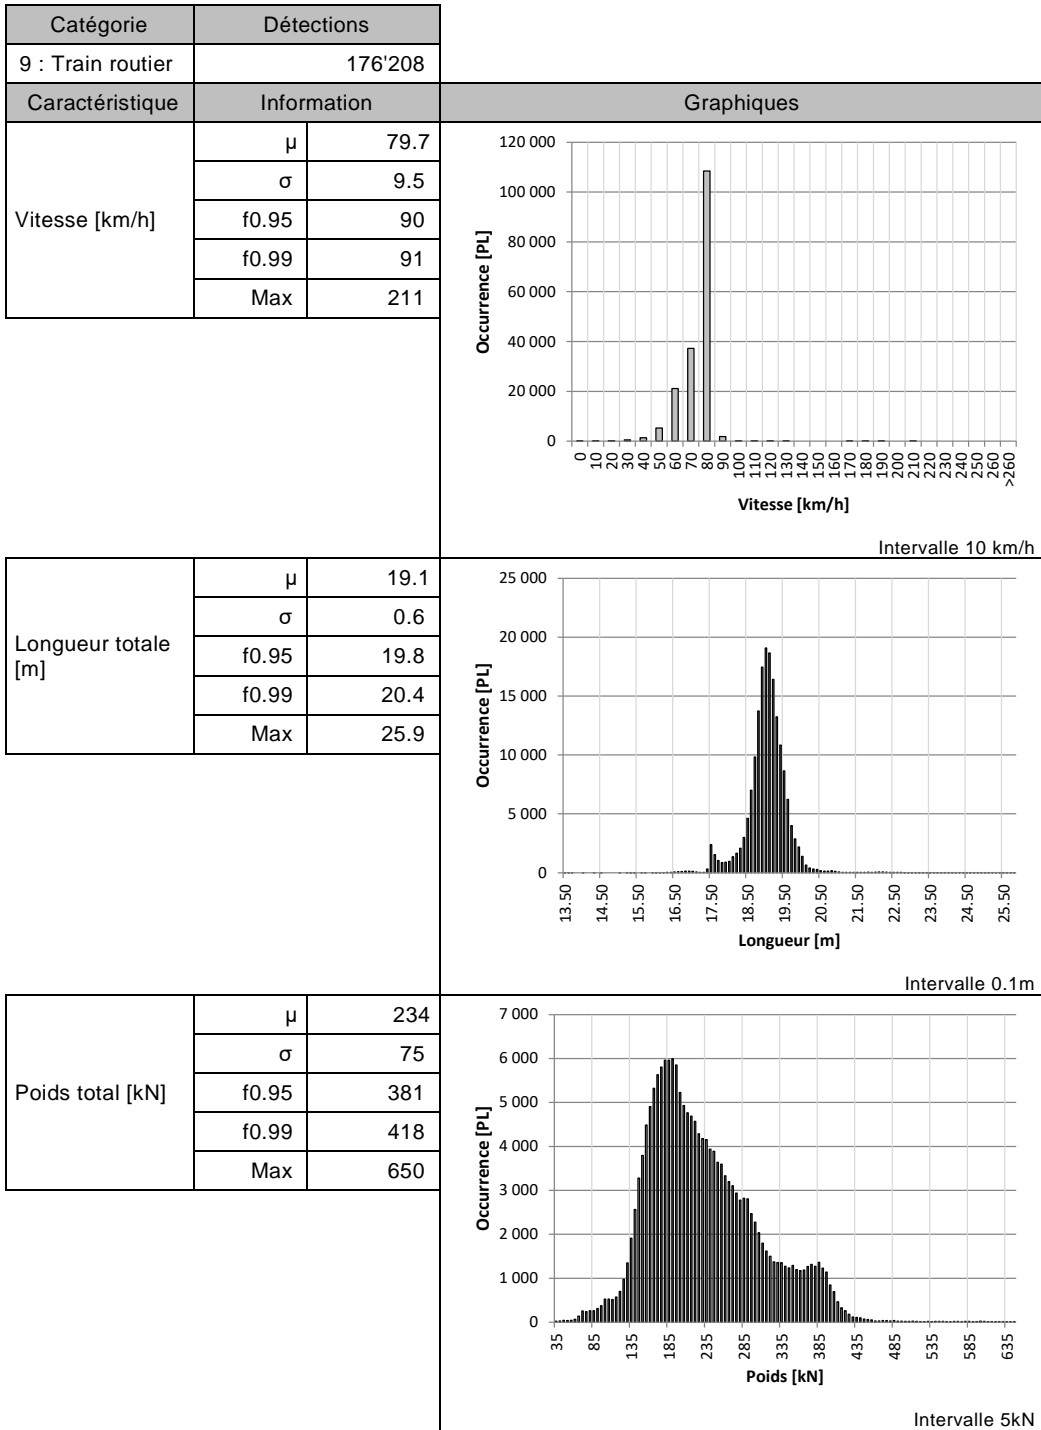 Catégorie Détections
9 : Train routier 176'208
Caractéristique Information Graphiques
Vitesse [km/h]
µ 79.7
σ 9.5
f0.95 90
f0.99 91
Max 211
Occurrence [PL]
120 000
100 000
80 000
60 000
40 000
20 000
0
0 10 20 30 40 50 60 70 80 90 100 110 120 130 140 150 160 170 180 190 200 210 220 230 240 250 260 >260
Vitesse [km/h]
Intervalle 10 km/h
Longueur totale
[m]
µ 19.1
σ 0.6
f0.95 19.8
f0.99 20.4
Max 25.9
Occurrence [PL]
25 000
20 000
15 000
10 000
5 000
0
13.50 14.50 15.50 16.50 17.50 18.50 19.50 20.50 21.50 22.50 23.50 24.50 25.50
Longueur [m]
Intervalle 0.1m
Poids total [kN]
µ 234
σ 75
f0.95 381
f0.99 418
Max 650
Occurrence [PL]
7 000
6 000
5 000
4 000
3 000
2 000
1 000
0
35 85 135 185 235 285 335 385 435 485 535 585 635
Poids [kN]
Intervalle 5kN